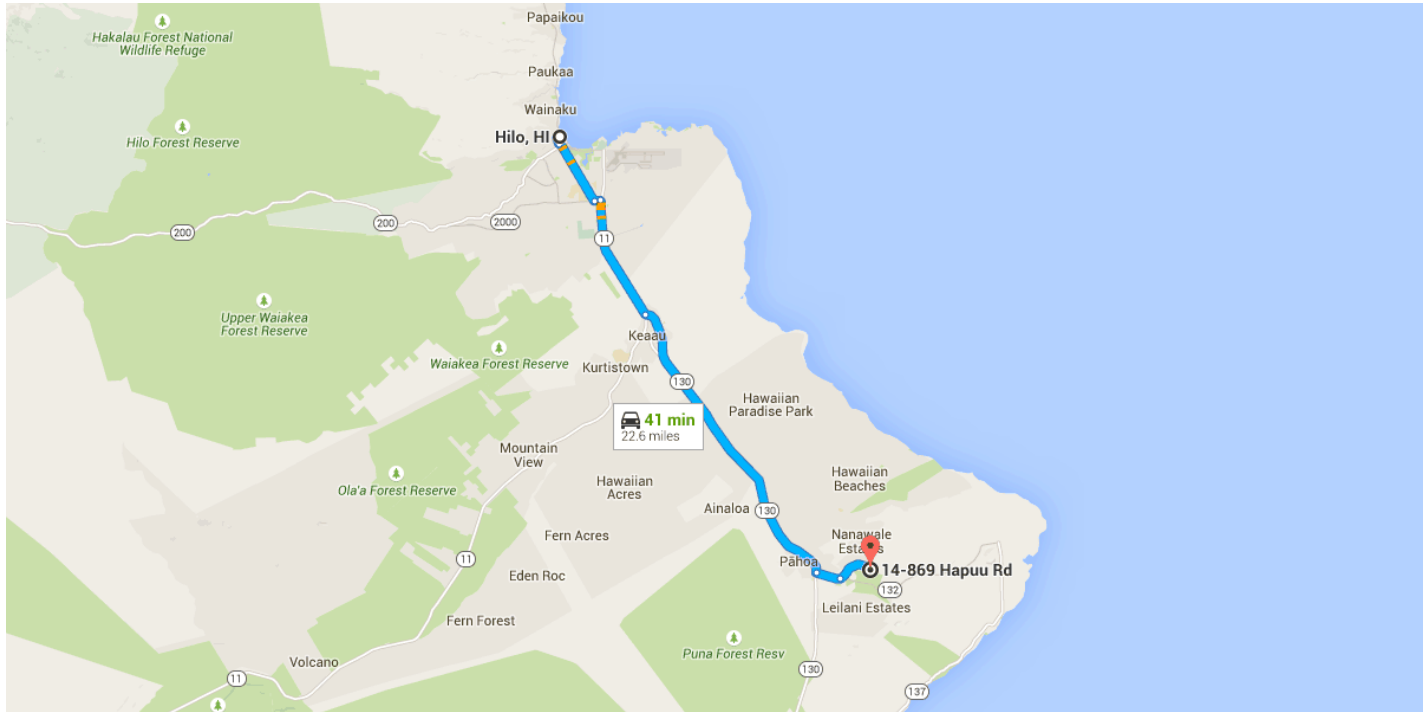 Papaikou
Hakalau Forest National
Wildlife Refuge
Paukaa
Wainaku
Hilo, HI
Hilo Forest Reserve
200
2000
200
11
Upper Waiakea
Forest Reserve
Keaau
Waiakea Forest Reserve
Kurtistown
130
Hawaiian
Paradise Park
41 min
22.6 miles
Mountain
View
Hawaiian
Beaches
Hawaiian
Acres
Ola'a Forest Reserve
Ainaloa
130
Fern Acres
Nanawale
Estates
11
Pāhoa
14-869 Hapuu Rd
Eden Roc
132
Leilani Estates
Fern Forest
Puna Forest Resv
Volcano
130
11
137